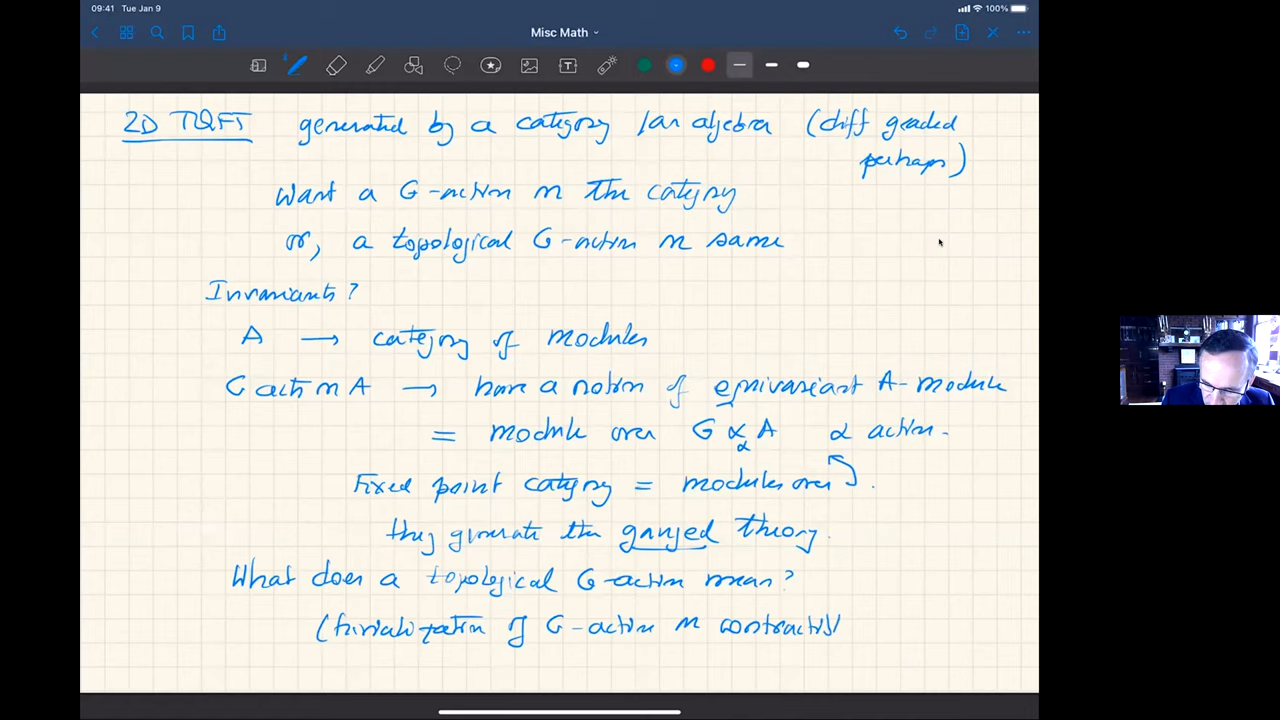 09:41 Tue Jan 9
100%
Misc Math
2D TQFT generated by a category / an algebra (diff graded
perhaps)
Want a G-action on the category
or, a topological G-action on same
Invariants?
A → category of modules
G acts on A → have a notion of equivariant A-module
= module over G ⋉α A α action.
Fixed point category = modules over
they generate the gauged theory.
What does a topological G-action mean?
(trivialization of G-action on contractibl